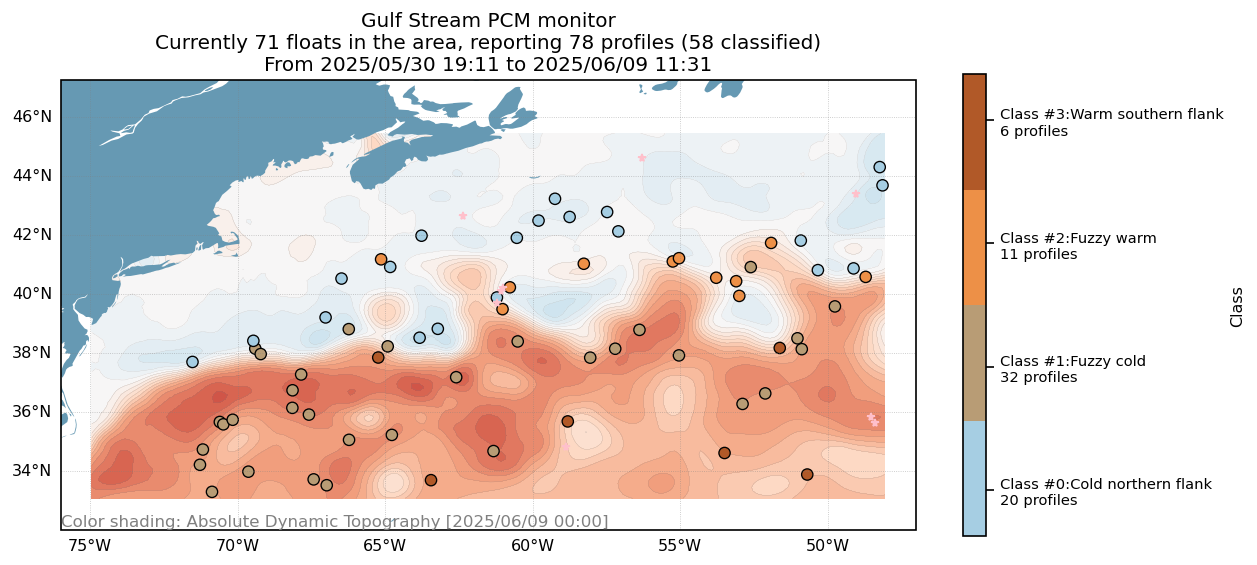 Gulf Stream PCM monitor
Currently 71 floats in the area, reporting 78 profiles (58 classified)
From 2025/05/30 19:11 to 2025/06/09 11:31
46°N
44°N
42°N
40°N
38°N
36°N
34°N
Color shading: Absolute Dynamic Topography [2025/06/09 00:00]
75°W
70°W
65°W
60°W
55°W
50°W
Class #3:Warm southern flank
6 profiles
Class #2:Fuzzy warm
11 profiles
Class #1:Fuzzy cold
32 profiles
Class #0:Cold northern flank
20 profiles
Class